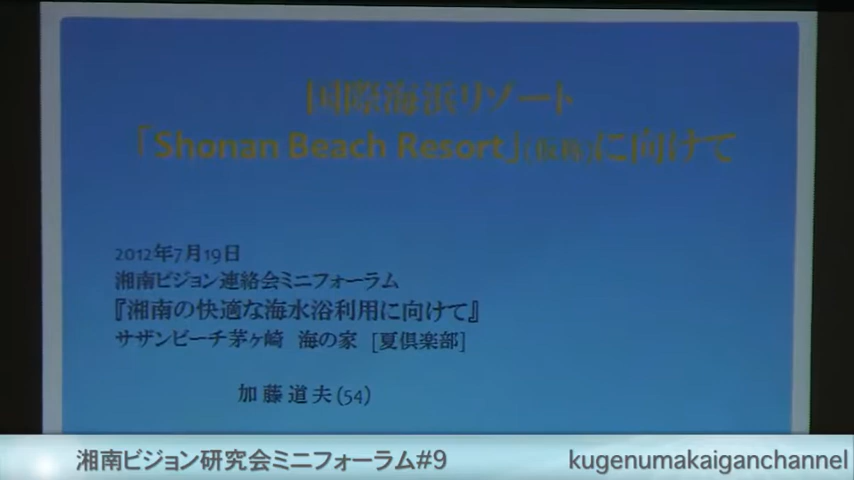 国際海浜リゾート
「Shonan Beach Resort」(仮称)に向けて
2012年7月19日
湘南ビジョン連絡会ミニフォーラム
『湘南の快適な海水浴利用に向けて』
サザンビーチ茅ヶ崎 海の家 [夏倶楽部]
加藤道夫(54)
湘南ビジョン研究会ミニフォーラム#9
kugenumakaiganchannel